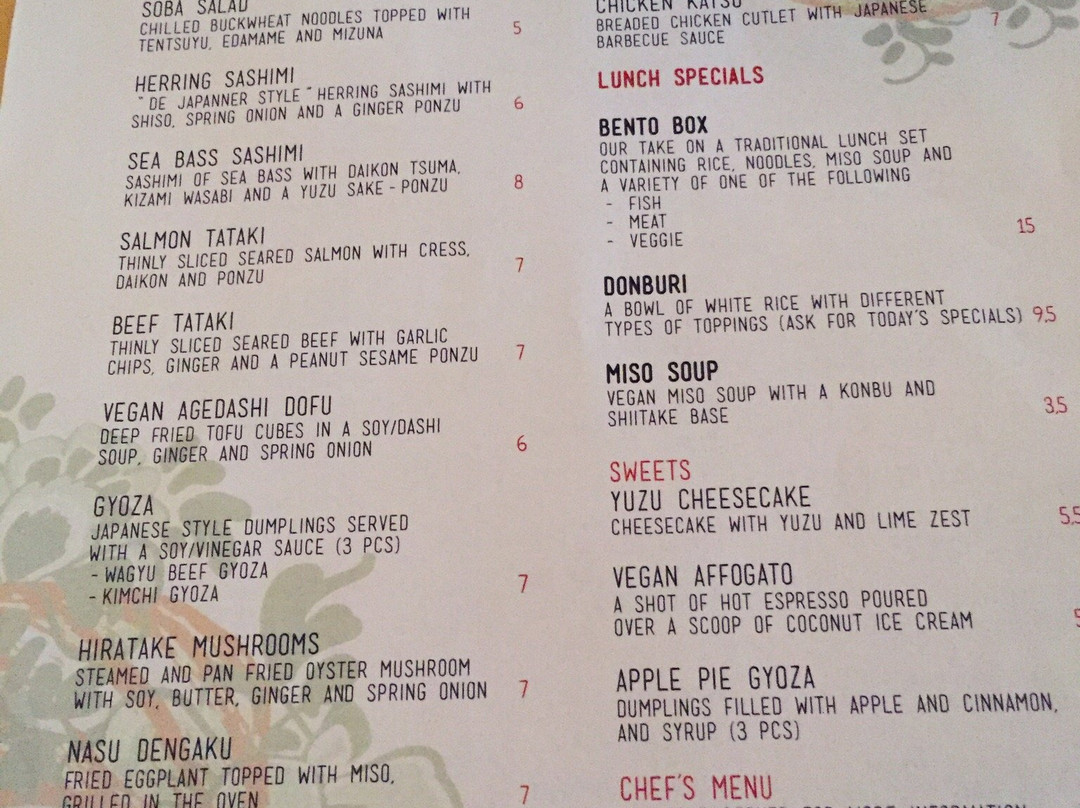 SOBA SALAD
CHILLED BUCKWHEAT NOODLES TOPPED WITH
TENTSUYU, EDAMAME AND MIZUNA 5
HERRING SASHIMI
"DE JAPANNER STYLE" HERRING SASHIMI WITH
SHISO, SPRING ONION AND A GINGER PONZU 6
SEA BASS SASHIMI
SASHIMI OF SEA BASS WITH DAIKON TSUMA,
KIZAMI WASABI AND A YUZU SAKE-PONZU 8
SALMON TATAKI
THINLY SLICED SEARED SALMON WITH CRESS,
DAIKON AND PONZU 7
BEEF TATAKI
THINLY SLICED SEARED BEEF WITH GARLIC
CHIPS, GINGER AND A PEANUT SESAME PONZU 7
VEGAN AGEDASHI DOFU
DEEP FRIED TOFU CUBES IN A SOY/DASHI
SOUP, GINGER AND SPRING ONION 6
GYOZA
JAPANESE STYLE DUMPLINGS SERVED
WITH A SOY/VINEGAR SAUCE (3 PCS)
- WAGYU BEEF GYOZA
- KIMCHI GYOZA 7
HIRATAKE MUSHROOMS
STEAMED AND PAN FRIED OYSTER MUSHROOM
WITH SOY, BUTTER, GINGER AND SPRING ONION 7
NASU DENGAKU
FRIED EGGPLANT TOPPED WITH MISO,
GRILLED IN THE OVEN 7
CHICKEN KATSU
BREADED CHICKEN CUTLET WITH JAPANESE
BARBECUE SAUCE 7
LUNCH SPECIALS
BENTO BOX
OUR TAKE ON A TRADITIONAL LUNCH SET
CONTAINING RICE, NOODLES, MISO SOUP AND
A VARIETY OF ONE OF THE FOLLOWING
- FISH
- MEAT
- VEGGIE 15
DONBURI
A BOWL OF WHITE RICE WITH DIFFERENT
TYPES OF TOPPINGS (ASK FOR TODAY'S SPECIALS) 9,5
MISO SOUP
VEGAN MISO SOUP WITH A KONBU AND
SHIITAKE BASE 3,5
SWEETS
YUZU CHEESECAKE
CHEESECAKE WITH YUZU AND LIME ZEST 5,5
VEGAN AFFOGATO
A SHOT OF HOT ESPRESSO POURED
OVER A SCOOP OF COCONUT ICE CREAM
APPLE PIE GYOZA
DUMPLINGS FILLED WITH APPLE AND CINNAMON,
AND SYRUP (3 PCS)
CHEF'S MENU
FOR MORE INFORMATION